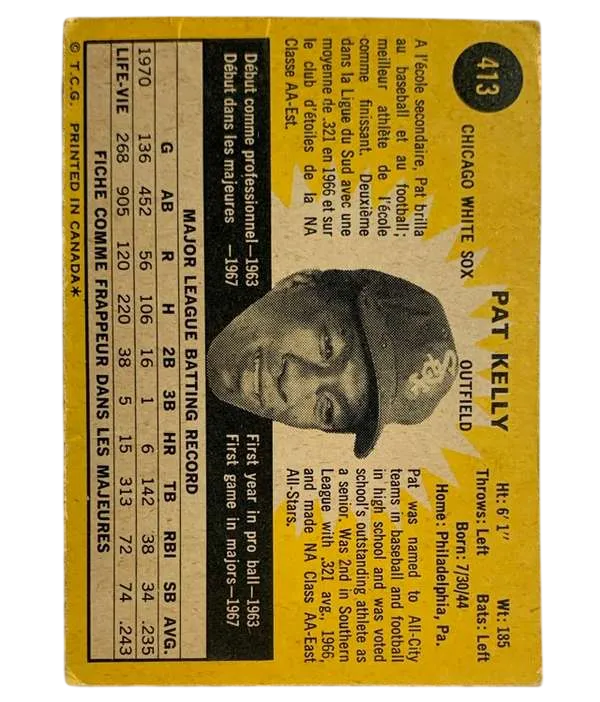 413
PAT KELLY
CHICAGO WHITE SOX
OUTFIELD
Ht: 6' 1" Wt: 185
Throws: Left Bats: Left
Born: 7/30/44
Home: Philadelphia, Pa.
A l'école secondaire, Pat brilla
au baseball et au football;
meilleur athlète de l'école
comme finissant. Deuxième
dans la Ligue du Sud avec une
moyenne de .321 en 1966 et sur
le club d'étoiles de la NA
Classe AA-Est.
Pat was named to All-City
teams in baseball and football
in high school and was voted
school's outstanding athlete as
a senior. Was 2nd in Southern
League with .321 avg., 1966,
and made NA Class AA-East
All-Stars.
Début comme professionnel—1963
Début dans les majeures —1967
First year in pro ball—1963
First game in majors—1967
MAJOR LEAGUE BATTING RECORD
G AB R H 2B 3B HR TB RBI SB AVG.
1970 136 452 56 106 16 1 6 142 38 34 .235
LIFE-VIE 268 905 120 220 38 5 15 313 72 74 .243
FICHE COMME FRAPPEUR DANS LES MAJEURES
© T.C.G. PRINTED IN CANADA*